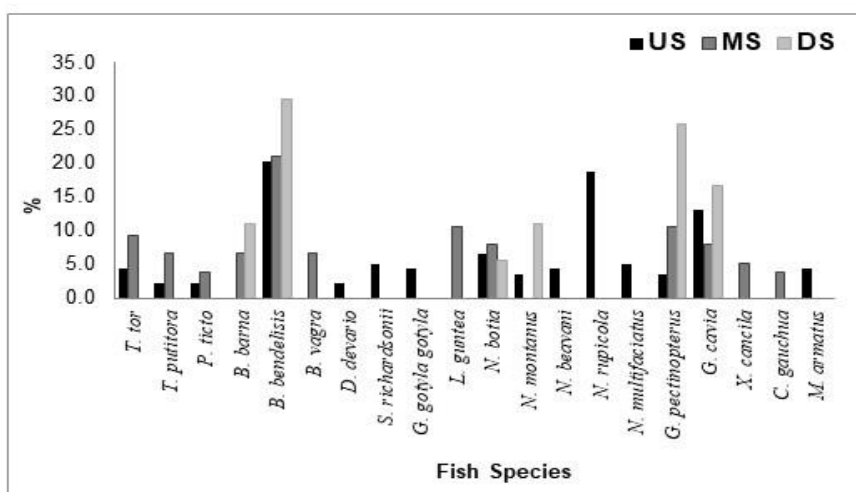 US MS DS
35.0
30.0
25.0
20.0
15.0
10.0
5.0
0.0
%
T. tor
T. putitora
P. ticto
B. barna
B. bendelisis
B. vagra
D. devario
S. richardsonii
G. gotyla gotyla
L. guntea
N. botia
N. montanus
N. beavani
N. rupicola
N. multifaciatus
G. pectinopterus
G. cavia
X. cancila
C. gauchua
M. armatus
Fish Species